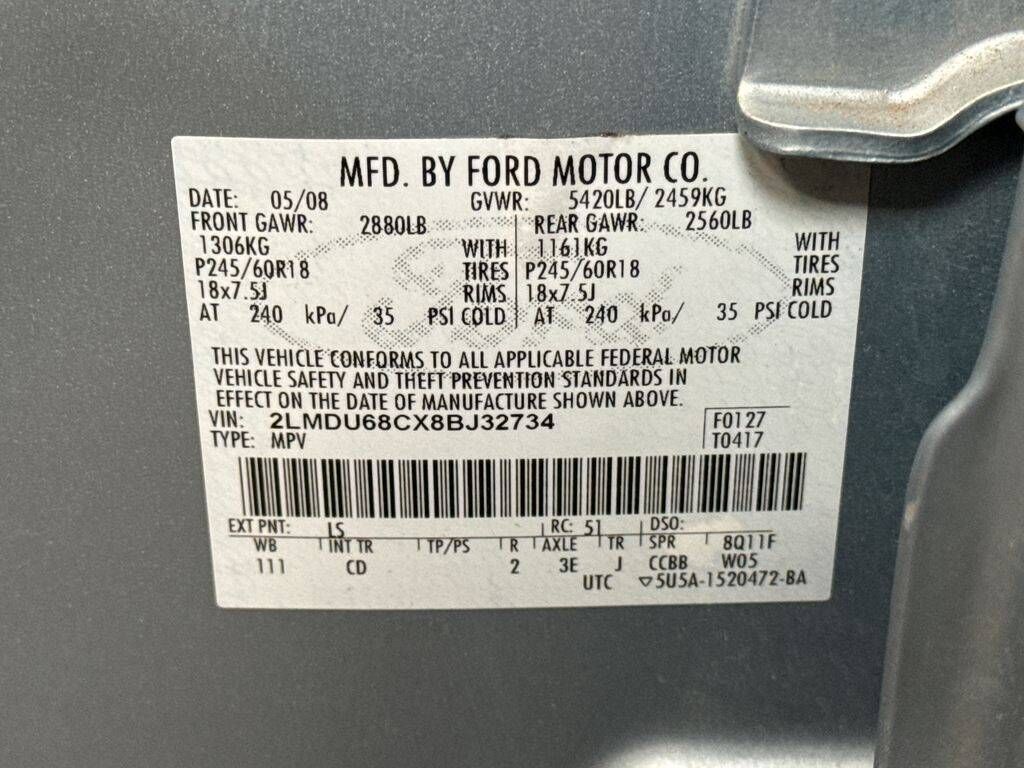 MFD. BY FORD MOTOR CO.
DATE: 05/08 GVWR: 5420LB/ 2459KG
FRONT GAWR: 2880LB REAR GAWR: 2560LB
1306KG WITH 1161KG WITH
P245/60R18 TIRES P245/60R18 TIRES
18x7.5J RIMS 18x7.5J RIMS
AT 240 kPa/ 35 PSI COLD AT 240 kPa/ 35 PSI COLD
THIS VEHICLE CONFORMS TO ALL APPLICABLE FEDERAL MOTOR
VEHICLE SAFETY AND THEFT PREVENTION STANDARDS IN
EFFECT ON THE DATE OF MANUFACTURE SHOWN ABOVE.
VIN: 2LMDU68CX8BJ32734 F0127
TYPE: MPV T0417
EXT PNT: LS RC: 51 DSO:
WB INT TR TP/PS R AXLE TR SPR 8Q11F
111 CD 2 3E J CCBB W05
UTC ▽5U5A-1520472-BA